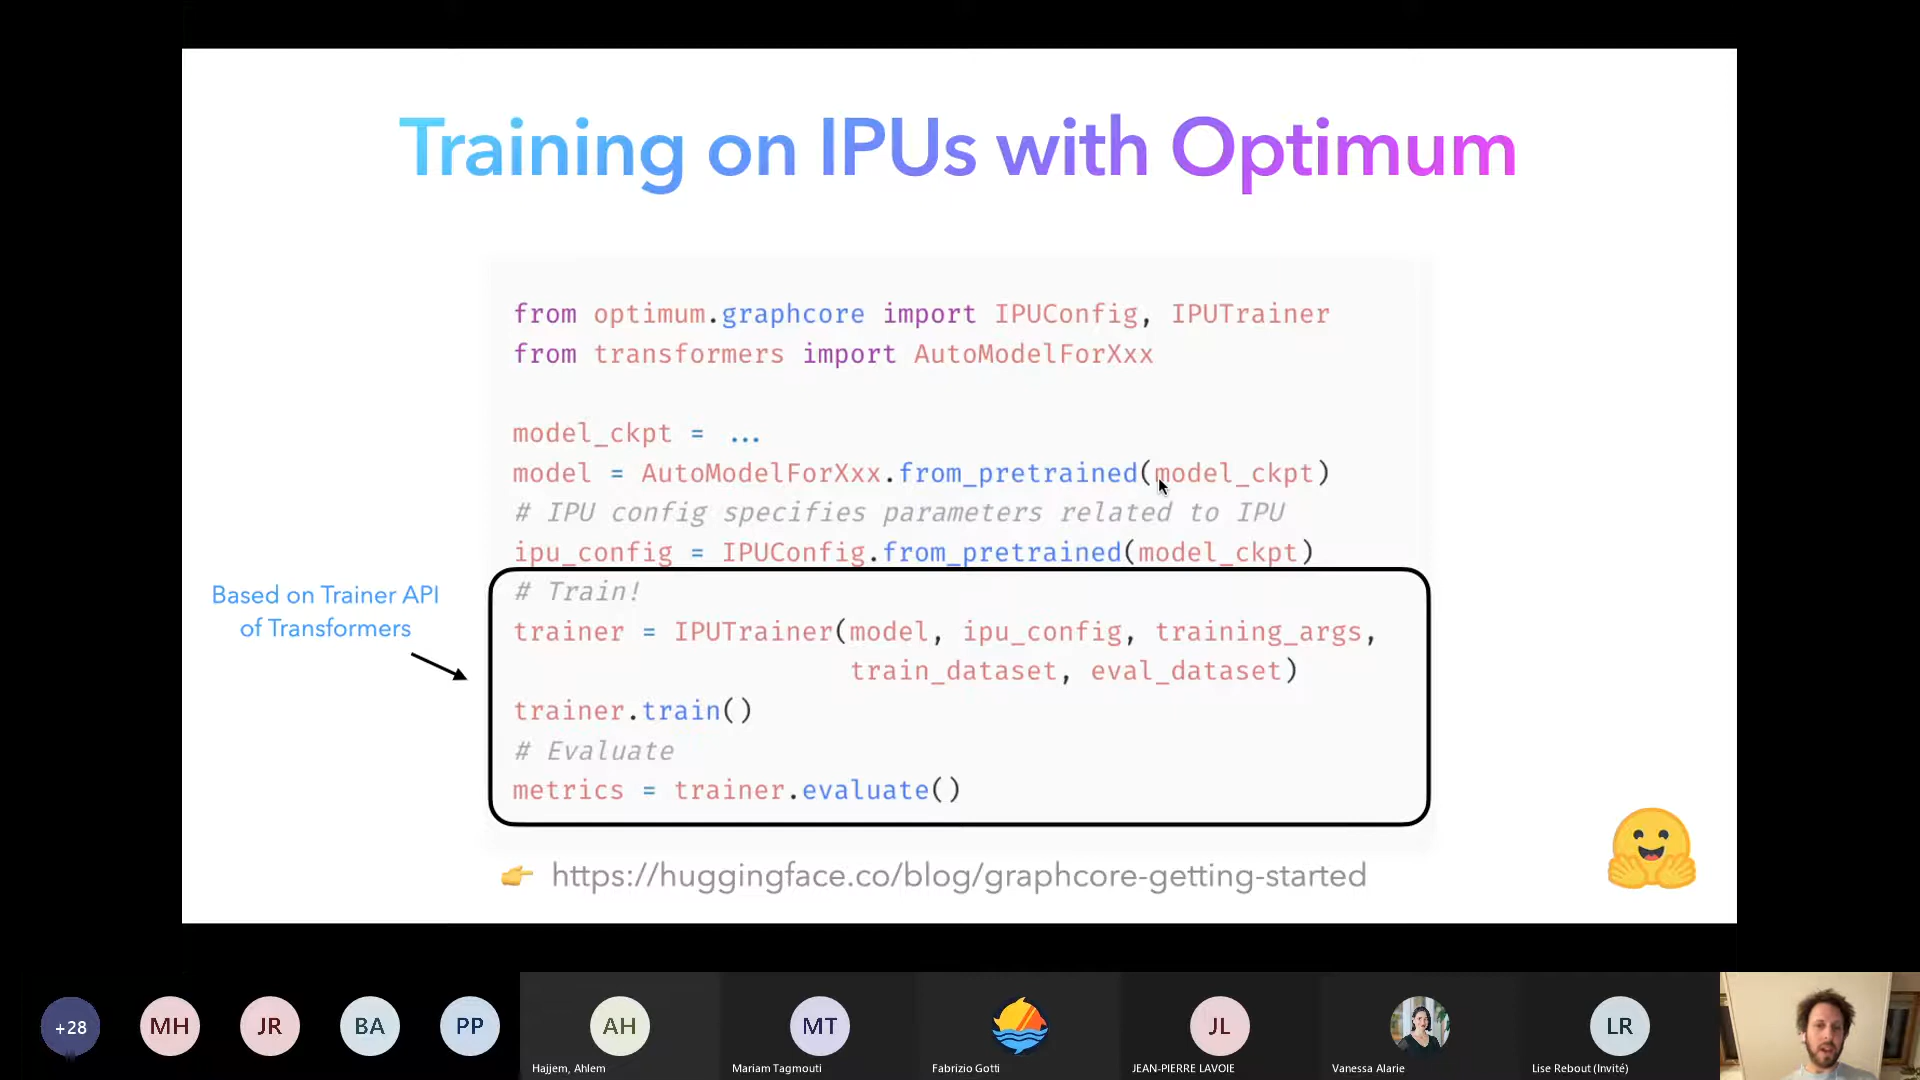 Training on IPUs with Optimum
from optimum.graphcore import IPUConfig, IPUTrainer
from transformers import AutoModelForXxx
model_ckpt = ...
model = AutoModelForXxx.from_pretrained(model_ckpt)
# IPU config specifies parameters related to IPU
ipu_config = IPUConfig.from_pretrained(model_ckpt)
Based on Trainer API
of Transformers
# Train!
trainer = IPUTrainer(model, ipu_config, training_args,
train_dataset, eval_dataset)
trainer.train()
# Evaluate
metrics = trainer.evaluate()
👉 https://huggingface.co/blog/graphcore-getting-started
+28
MH
JR
BA
PP
AH
MT
JL
LR
Hajjem, Ahlem
Mariam Tagmouti
Fabrizio Gotti
JEAN-PIERRE LAVOIE
Vanessa Alarie
Lise Rebout (Invité)